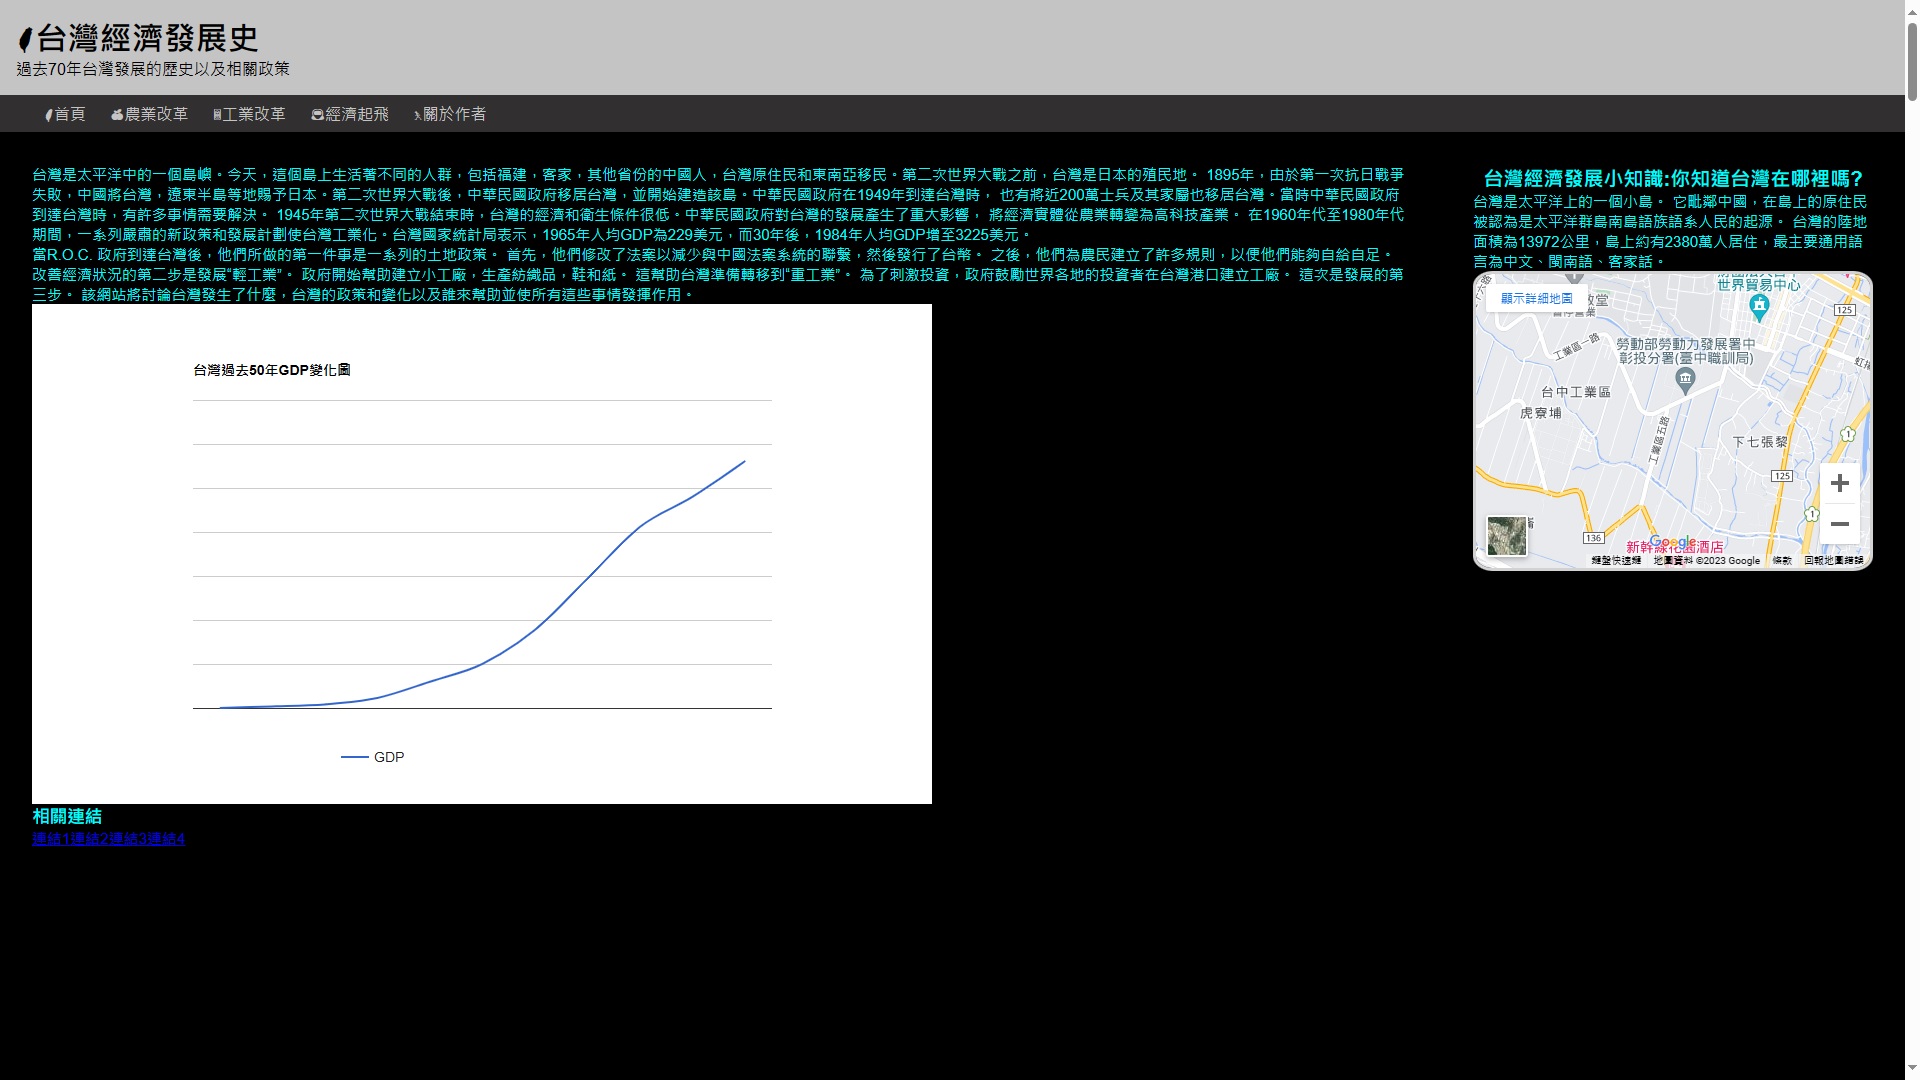 台灣經濟發展史
過去70年台灣發展的歷史以及相關政策
首頁 農業改革 工業改革 經濟起飛 關於作者
台灣是太平洋中的一個島嶼。今天，這個島上生活著不同的人群，包括福建，客家，其他省份的中國人，台灣原住民和東南亞移民。第二次世界大戰之前，台灣是日本的殖民地。 1895年，由於第一次抗日戰爭
失敗，中國將台灣，遼東半島等地賜予日本。第二次世界大戰後，中華民國政府移居台灣，並開始建造該島。中華民國政府在1949年到達台灣時， 也有將近200萬士兵及其家屬也移居台灣。當時中華民國政府
到達台灣時，有許多事情需要解決。 1945年第二次世界大戰結束時，台灣的經濟和衛生條件很低。中華民國政府對台灣的發展產生了重大影響， 將經濟實體從農業轉變為高科技產業。 在1960年代至1980年代
期間，一系列嚴肅的新政策和發展計劃使台灣工業化。台灣國家統計局表示，1965年人均GDP為229美元，而30年後，1984年人均GDP增至3225美元。
當R.O.C. 政府到達台灣後，他們所做的第一件事是一系列的土地政策。 首先，他們修改了法案以減少與中國法案系統的聯繫，然後發行了台幣。 之後，他們為農民建立了許多規則，以便他們能夠自給自足。
改善經濟狀況的第二步是發展“輕工業”。 政府開始幫助建立小工廠，生產紡織品，鞋和紙。 這幫助台灣準備轉移到“重工業”。 為了刺激投資，政府鼓勵世界各地的投資者在台灣港口建立工廠。 這次是發展的第
三步。 該網站將討論台灣發生了什麼，台灣的政策和變化以及誰來幫助並使所有這些事情發揮作用。
台灣過去50年GDP變化圖
GDP
相關連結
連結1連結2連結3連結4
台灣經濟發展小知識:你知道台灣在哪裡嗎?
台灣是太平洋上的一個小島。 它毗鄰中國，在島上的原住民
被認為是太平洋群島南島語族語系人民的起源。 台灣的陸地
面積為13972公里，島上約有2380萬人居住，最主要通用語
言為中文、閩南語、客家話。
世界貿易中心
顯示詳細地圖
教堂
暫停營業
125
工業區一路
勞動部勞動力發展署中
彰投分署(臺中職訓局)
台中工業區
虎寮埔
工業區五路
下七張犂
1
125
1
136
Google
新幹線花園酒店
鍵盤快速鍵 地圖資料 ©2023 Google 條款 回報地圖錯誤